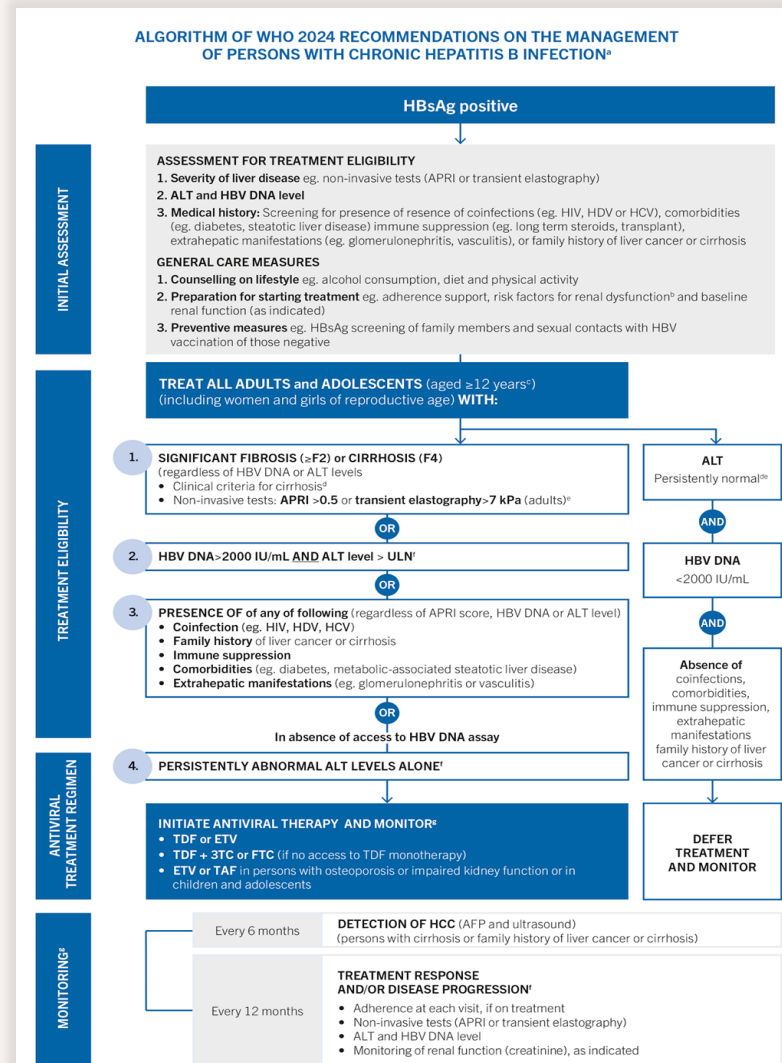 ALGORITHM OF WHO 2024 RECOMMENDATIONS ON THE MANAGEMENT
OF PERSONS WITH CHRONIC HEPATITIS B INFECTIONᵃ
HBsAg positive
INITIAL ASSESSMENT
ASSESSMENT FOR TREATMENT ELIGIBILITY
1. Severity of liver disease eg. non-invasive tests (APRI or transient elastography)
2. ALT and HBV DNA level
3. Medical history: Screening for presence of resence of coinfections (eg. HIV, HDV or HCV), comorbidities
(eg. diabetes, steatotic liver disease) immune suppression (eg. long term steroids, transplant),
extrahepatic manifestations (eg. glomerulonephritis, vasculitis), or family history of liver cancer or cirrhosis
GENERAL CARE MEASURES
1. Counselling on lifestyle eg. alcohol consumption, diet and physical activity
2. Preparation for starting treatment eg. adherence support, risk factors for renal dysfunctionᵇ and baseline
renal function (as indicated)
3. Preventive measures eg. HBsAg screening of family members and sexual contacts with HBV
vaccination of those negative
TREATMENT ELIGIBILITY
TREAT ALL ADULTS and ADOLESCENTS (aged ≥12 yearsᶜ)
(including women and girls of reproductive age) WITH:
1.
SIGNIFICANT FIBROSIS (≥F2) or CIRRHOSIS (F4)
(regardless of HBV DNA or ALT levels
• Clinical criteria for cirrhosisᵈ
• Non-invasive tests: APRI >0.5 or transient elastography>7 kPa (adults)ᵉ
OR
2.
HBV DNA>2000 IU/mL AND ALT level > ULNᶠ
OR
3.
PRESENCE OF of any of following (regardless of APRI score, HBV DNA or ALT level)
• Coinfection (eg. HIV, HDV, HCV)
• Family history of liver cancer or cirrhosis
• Immune suppression
• Comorbidities (eg. diabetes, metabolic-associated steatotic liver disease)
• Extrahepatic manifestations (eg. glomerulonephritis or vasculitis)
OR
In absence of access to HBV DNA assay
4.
PERSISTENTLY ABNORMAL ALT LEVELS ALONEᶠ
ALT
Persistently normalᵈᵉ
AND
HBV DNA
<2000 IU/mL
AND
Absence of
coinfections,
comorbidities,
immune suppression,
extrahepatic
manifestations
family history of liver
cancer or cirrhosis
DEFER
TREATMENT
AND MONITOR
ANTIVIRAL
TREATMENT REGIMEN
INITIATE ANTIVIRAL THERAPY AND MONITORᵍ
• TDF or ETV
• TDF + 3TC or FTC (if no access to TDF monotherapy)
• ETV or TAF in persons with osteoporosis or impaired kidney function or in
children and adolescents
MONITORINGᵍ
Every 6 months
DETECTION OF HCC (AFP and ultrasound)
(persons with cirrhosis or family history of liver cancer or cirrhosis)
Every 12 months
TREATMENT RESPONSE
AND/OR DISEASE PROGRESSIONᶠ
• Adherence at each visit, if on treatment
• Non-invasive tests (APRI or transient elastography)
• ALT and HBV DNA level
• Monitoring of renal function (creatinine), as indicated